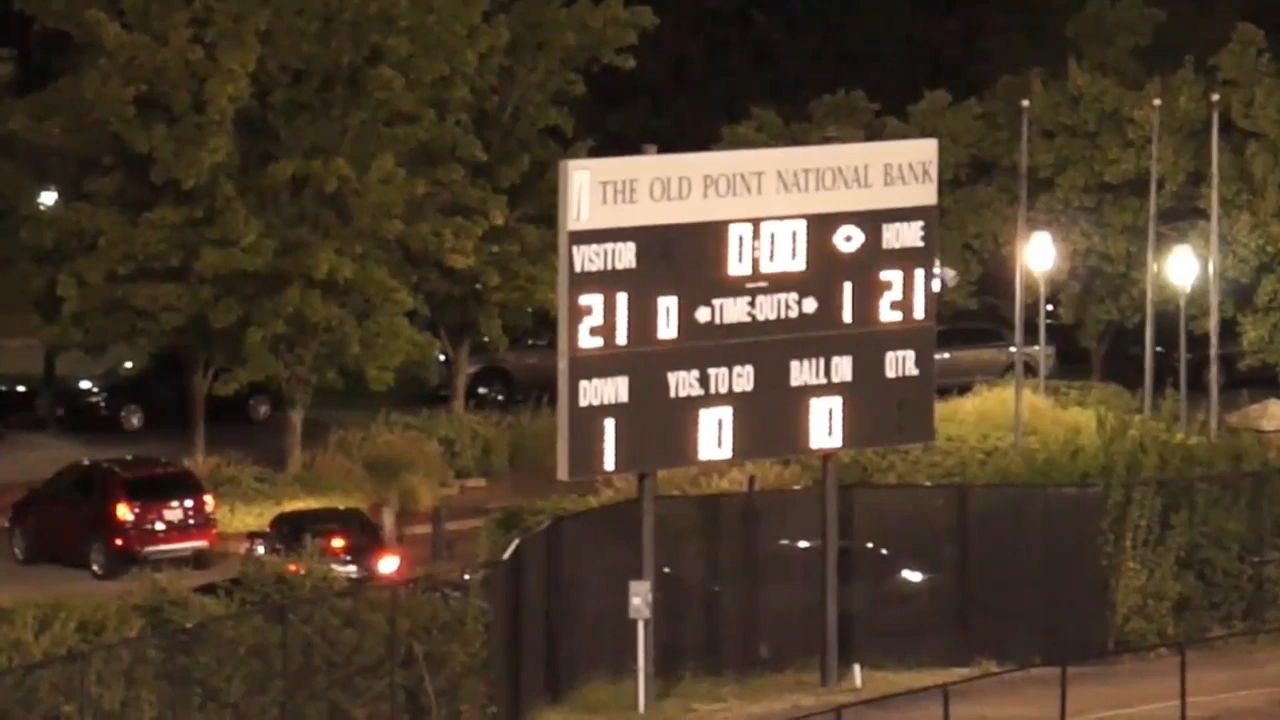 THE OLD POINT NATIONAL BANK
VISITOR 0:00 HOME
21 0 TIME-OUTS 1 21
DOWN YDS. TO GO BALL ON QTR.
1 0 0